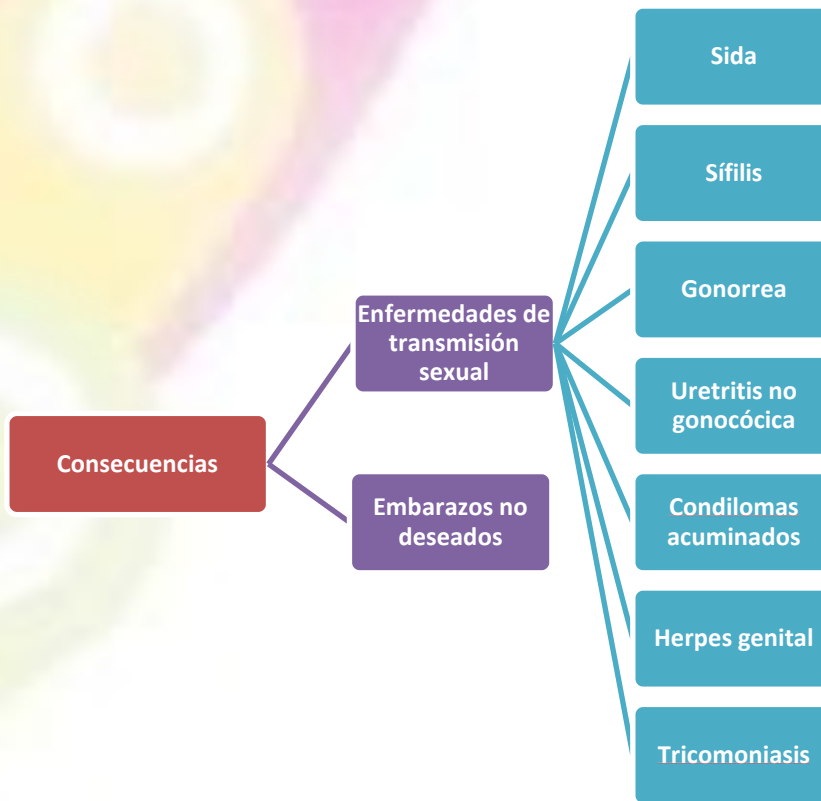 Consecuencias
Enfermedades de
transmisión
sexual
Embarazos no
deseados
Sida
Sífilis
Gonorrea
Uretritis no
gonocócica
Condilomas
acuminados
Herpes genital
Tricomoniasis